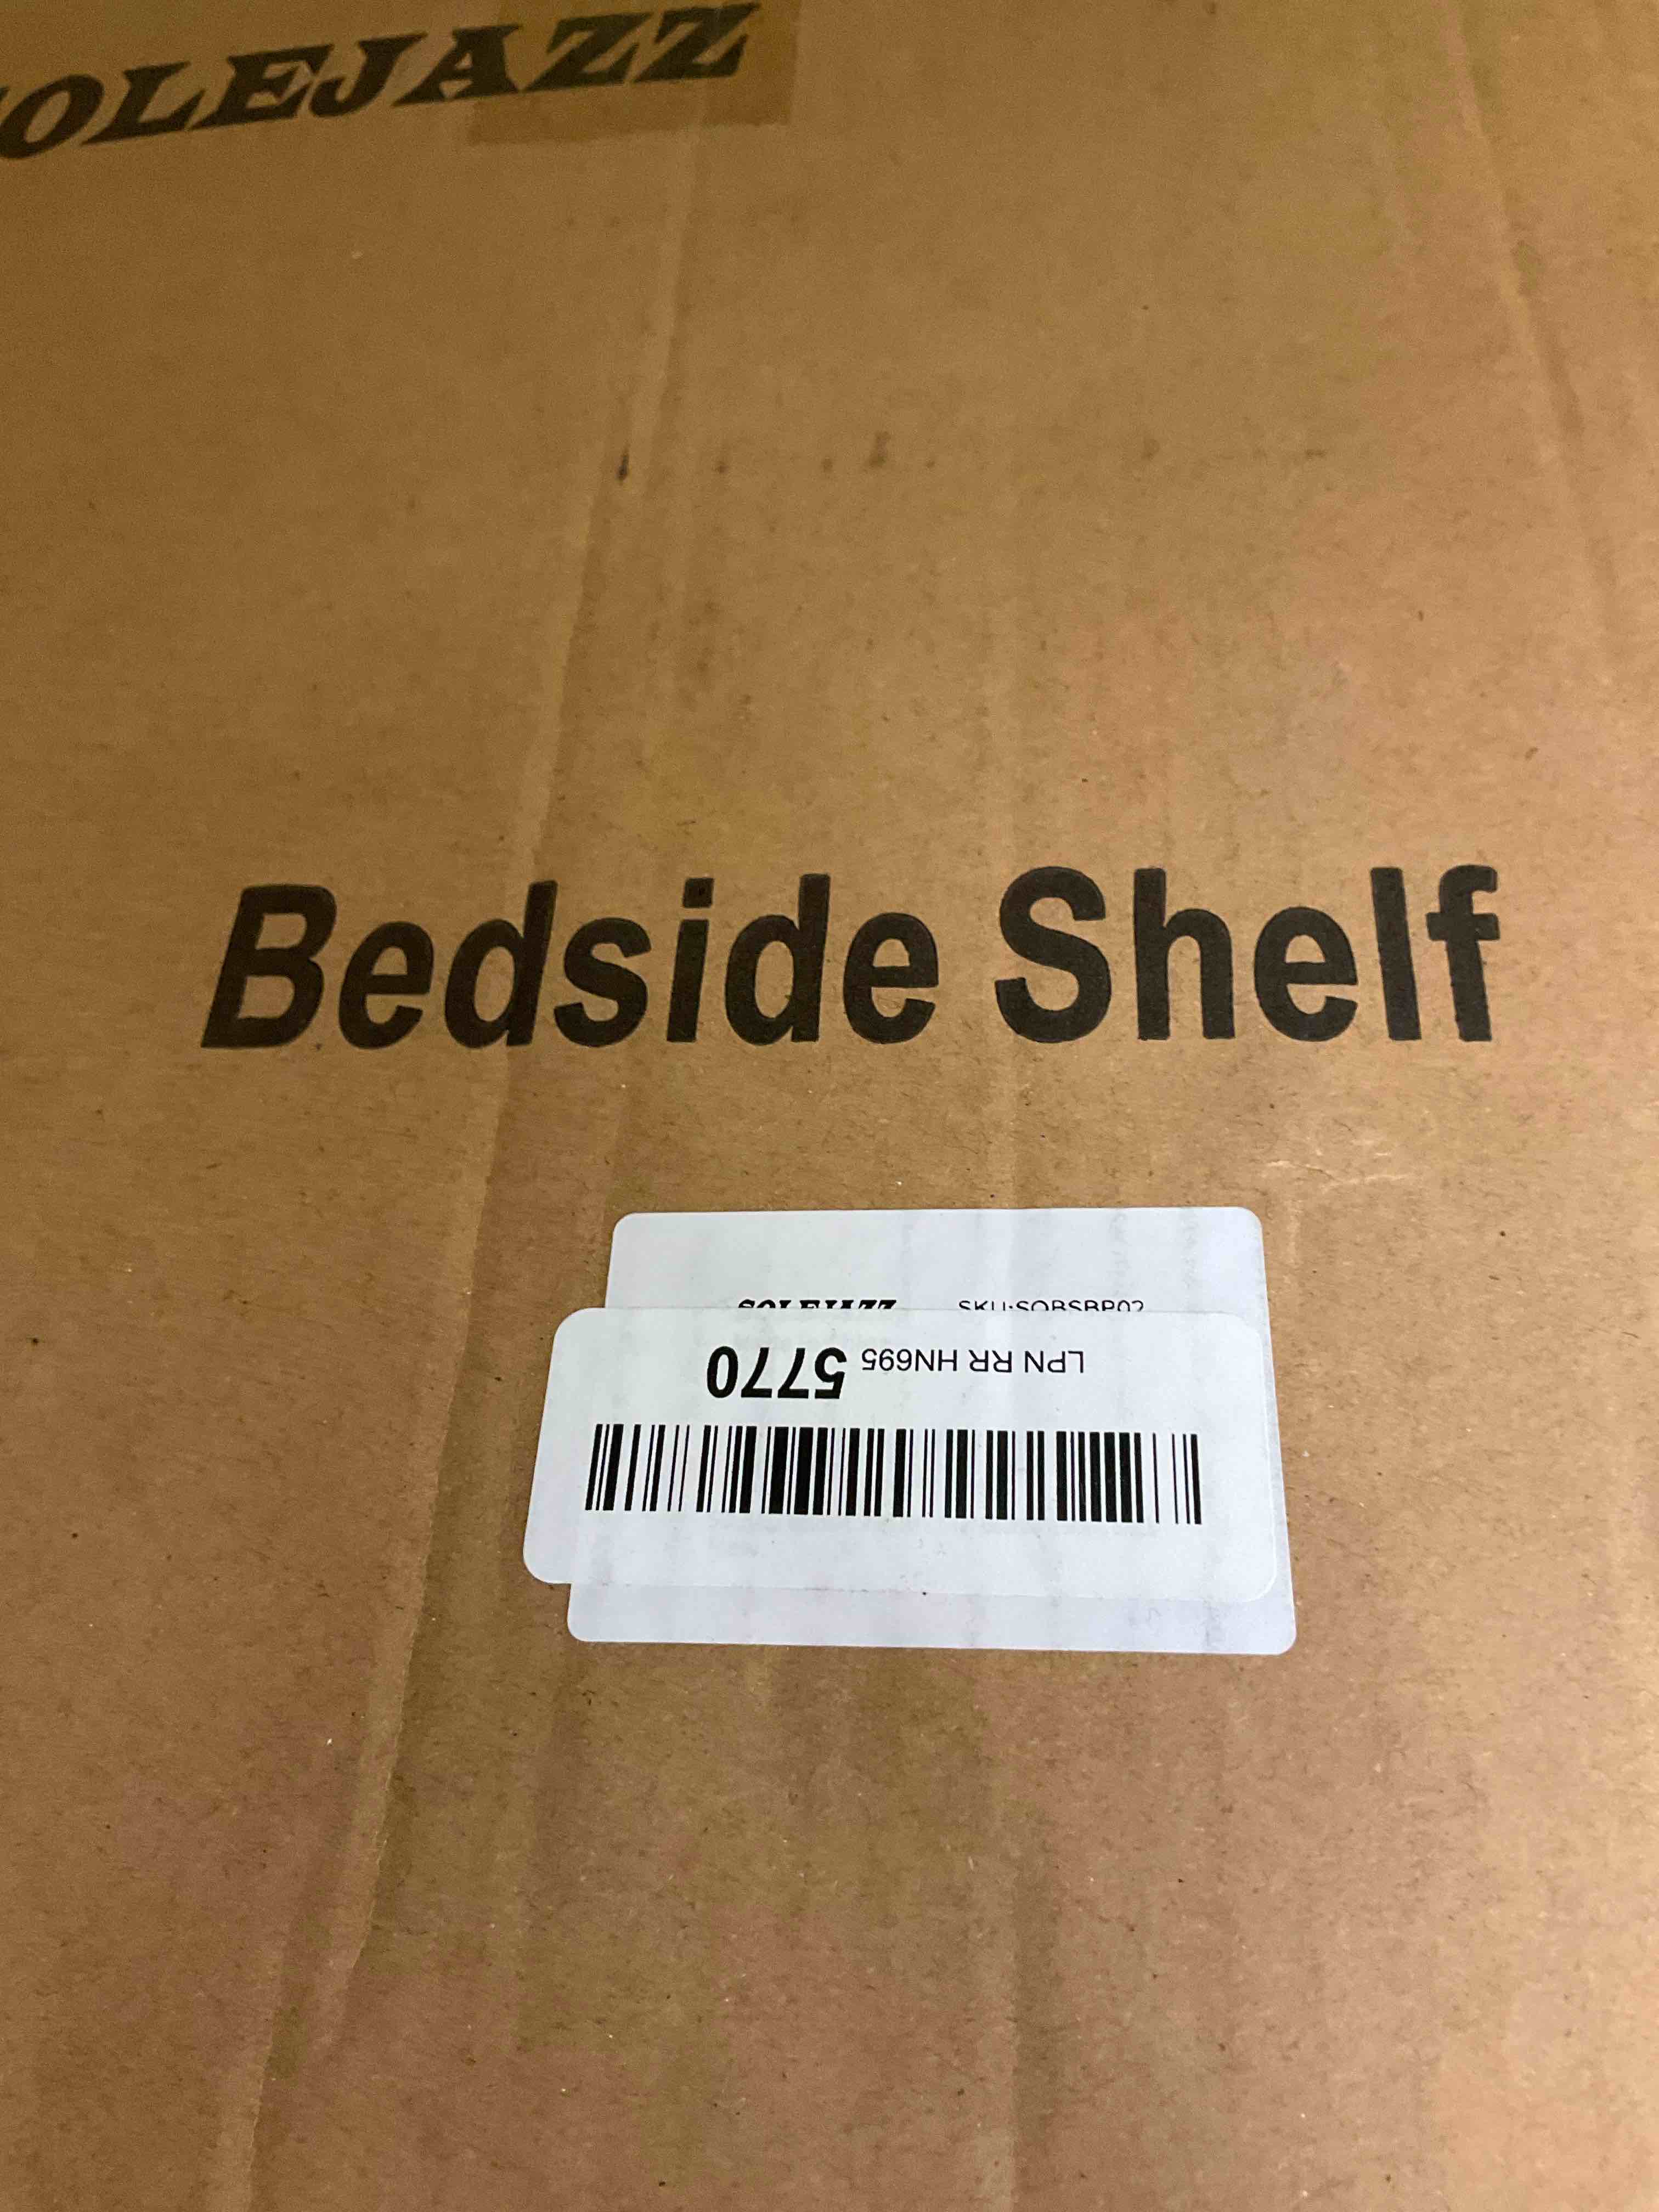 OLEJAZZ
Bedside Shelf
SOLEJAZZ SKU:SOBSBP02
LPN RR HN695 5770